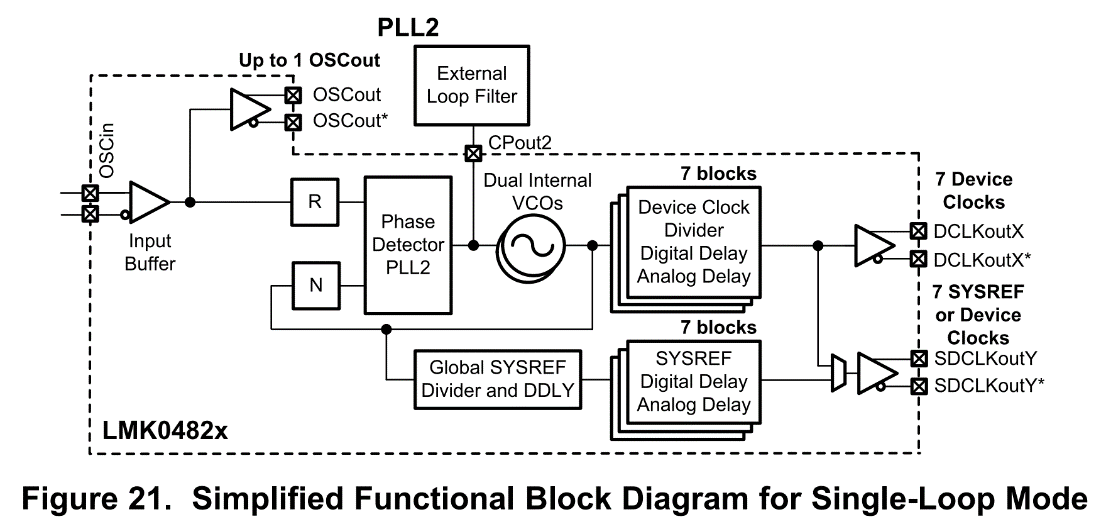 PLL2
Up to 1 OSCout
External
Loop Filter
OSCout
OSCout*
CPout2
OSCin
Input
Buffer
R
N
Phase
Detector
PLL2
Dual Internal
VCOs
7 blocks
Device Clock
Divider
Digital Delay
Analog Delay
7 Device
Clocks
DCLKoutX
DCLKoutX*
7 SYSREF
or Device
Clocks
7 blocks
Global SYSREF
Divider and DDLY
SYSREF
Digital Delay
Analog Delay
SDCLKoutY
SDCLKoutY*
LMK0482x
Figure 21. Simplified Functional Block Diagram for Single-Loop Mode